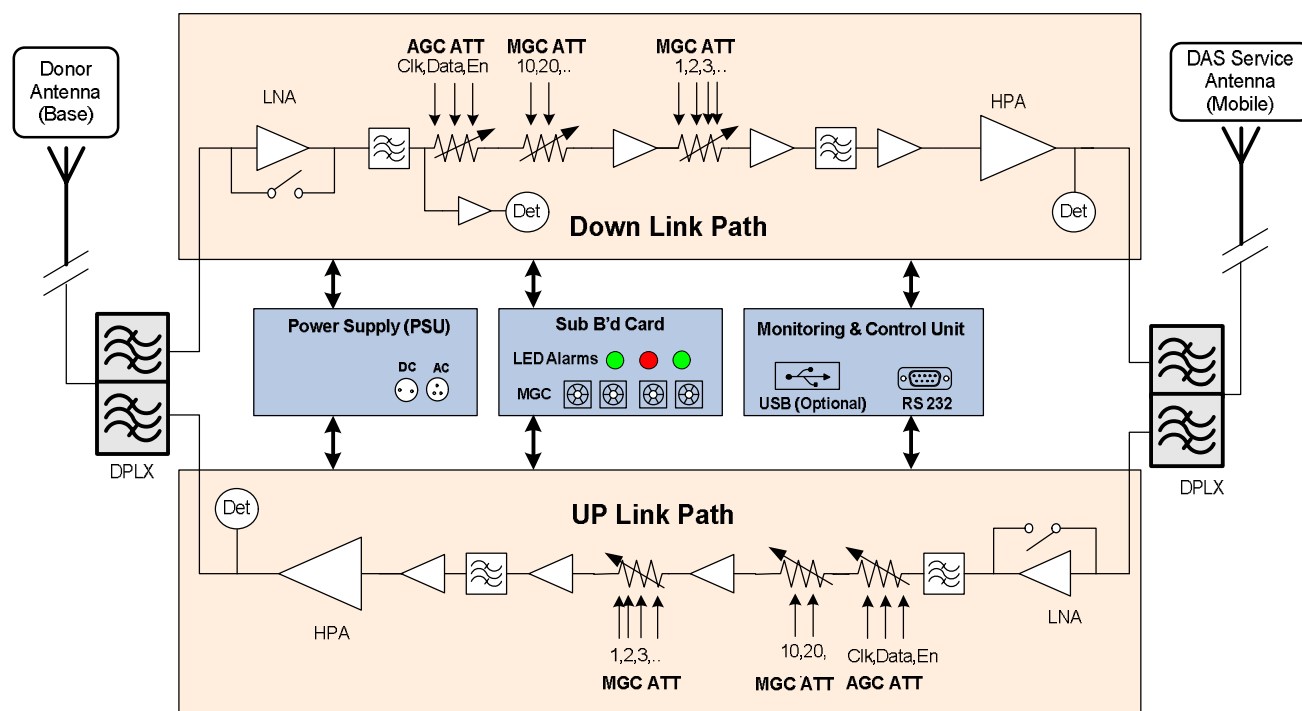 Donor
Antenna
(Base)
DAS Service
Antenna
(Mobile)
AGC ATT
Clk,Data,En
MGC ATT
10,20,..
MGC ATT
1,2,3,..
LNA
HPA
Det
Det
Down Link Path
Power Supply (PSU)
DC
AC
Sub B'd Card
LED Alarms
MGC
Monitoring & Control Unit
USB (Optional)
RS 232
DPLX
DPLX
Det
UP Link Path
HPA
LNA
1,2,3,..
MGC ATT
10,20,
.
MGC ATT
Clk,Data,En
AGC ATT